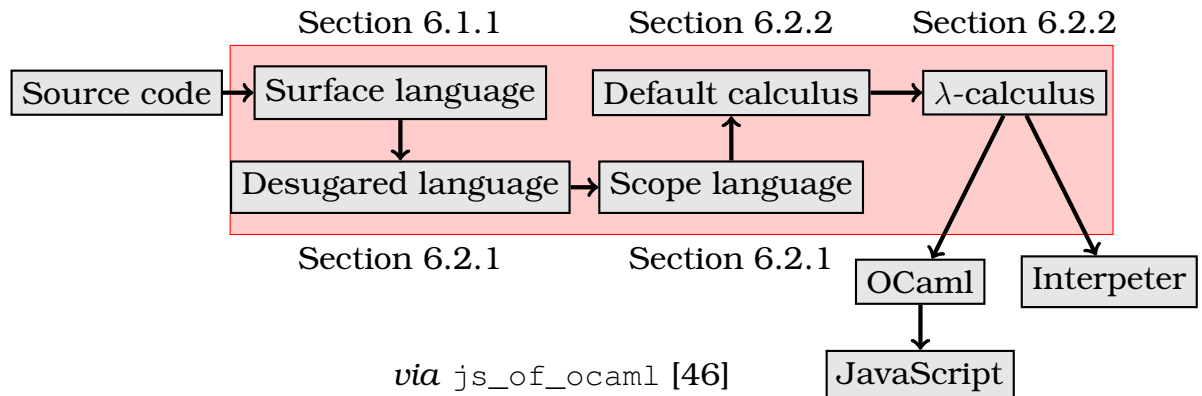 Section 6.1.1 Section 6.2.2 Section 6.2.2
Source code Surface language Default calculus λ-calculus
Desugared language Scope language
Section 6.2.1 Section 6.2.1
OCaml Interpeter
via js_of_ocaml [46] JavaScript